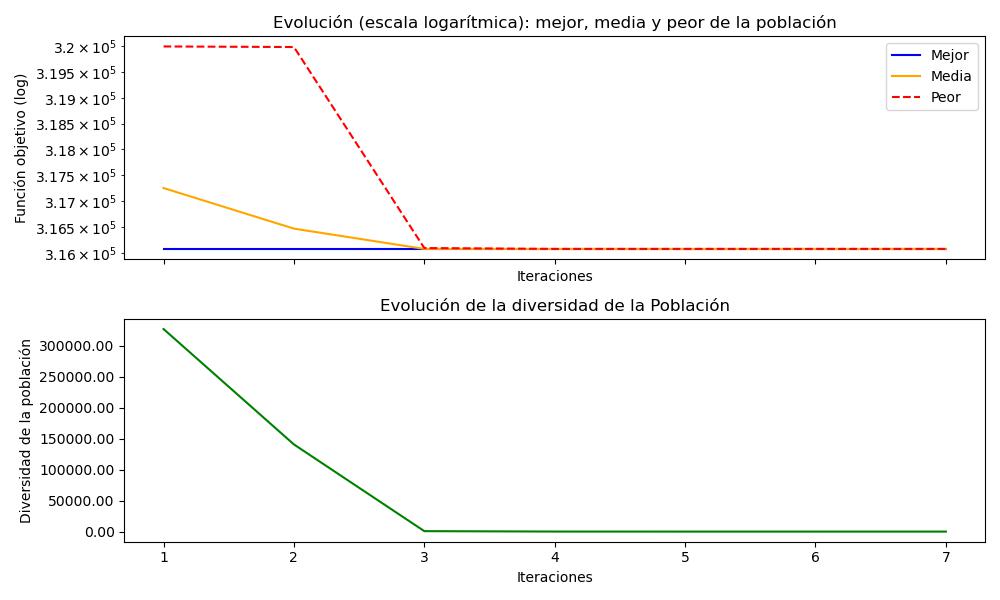 Evolución (escala logarítmica): mejor, media y peor de la población
Función objetivo (log)
3.2 × 10⁵
3.195 × 10⁵
3.19 × 10⁵
3.185 × 10⁵
3.18 × 10⁵
3.175 × 10⁵
3.17 × 10⁵
3.165 × 10⁵
3.16 × 10⁵
Mejor
Media
Peor
Iteraciones
Evolución de la diversidad de la Población
Diversidad de la población
300000.00
250000.00
200000.00
150000.00
100000.00
50000.00
0.00
1 2 3 4 5 6 7
Iteraciones